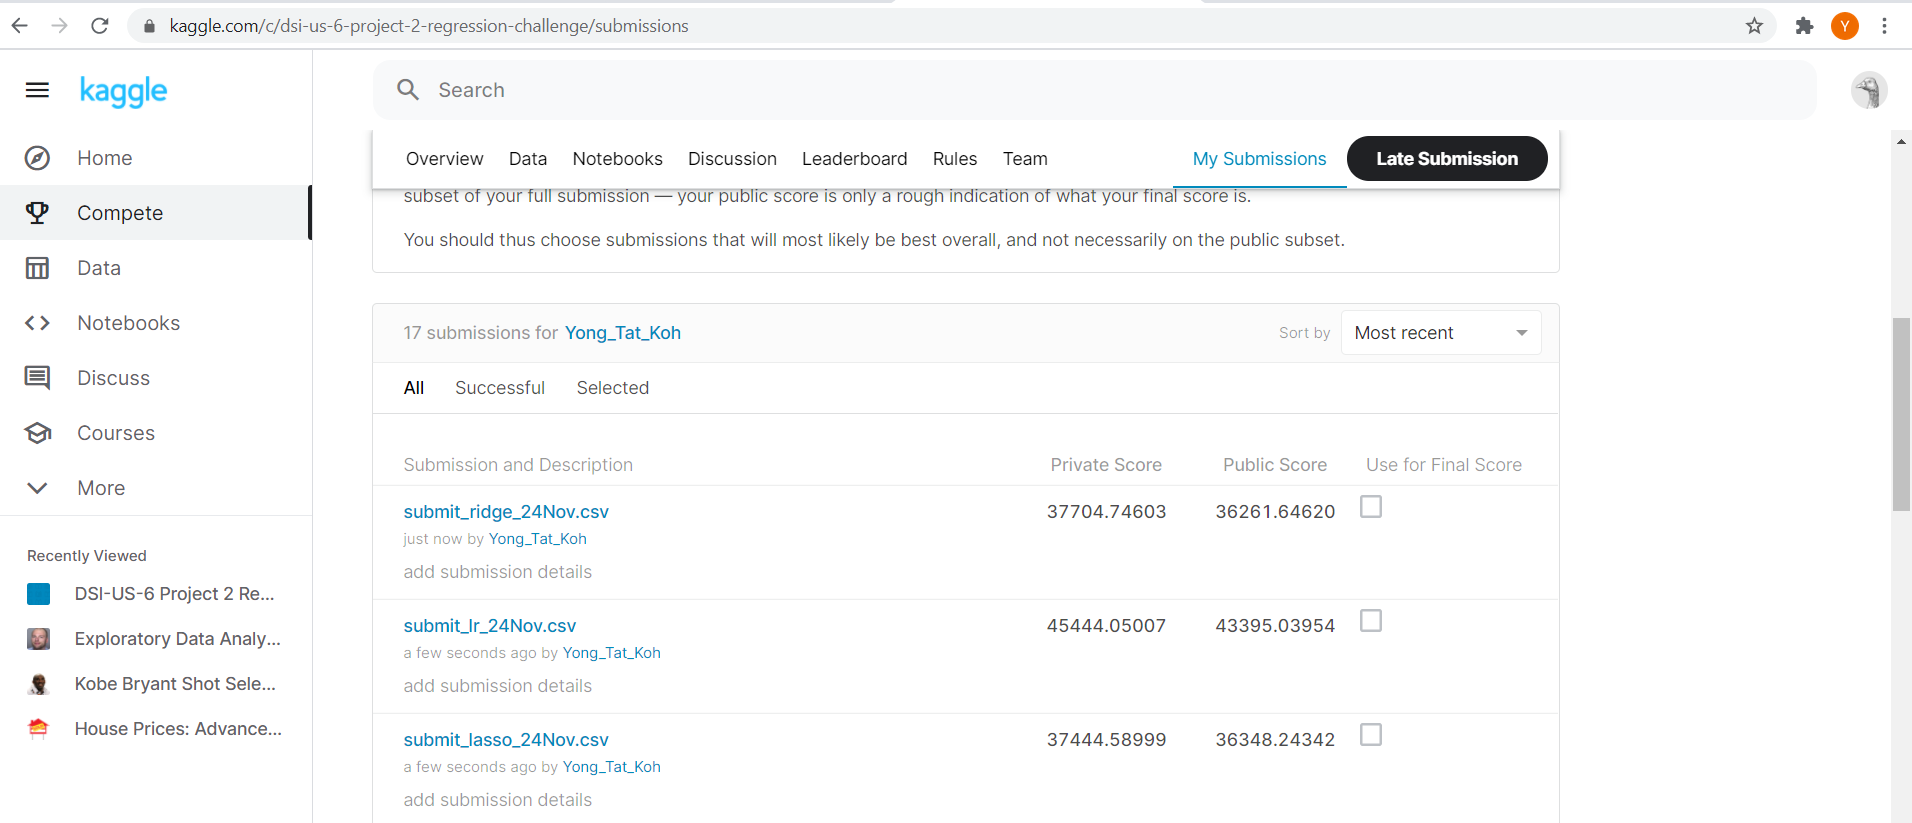 kaggle.com/c/dsi-us-6-project-2-regression-challenge/submissions
Y
kaggle
Search
Home
Compete
Data
Notebooks
Discuss
Courses
More
Recently Viewed
DSI-US-6 Project 2 Re...
Exploratory Data Analy...
Kobe Bryant Shot Sele...
House Prices: Advance...
Overview Data Notebooks Discussion Leaderboard Rules Team My Submissions Late Submission
subset of your full submission — your public score is only a rough indication of what your final score is.
You should thus choose submissions that will most likely be best overall, and not necessarily on the public subset.
17 submissions for Yong_Tat_Koh Sort by Most recent
All Successful Selected
Submission and Description Private Score Public Score Use for Final Score
submit_ridge_24Nov.csv 37704.74603 36261.64620
just now by Yong_Tat_Koh
add submission details
submit_lr_24Nov.csv 45444.05007 43395.03954
a few seconds ago by Yong_Tat_Koh
add submission details
submit_lasso_24Nov.csv 37444.58999 36348.24342
a few seconds ago by Yong_Tat_Koh
add submission details